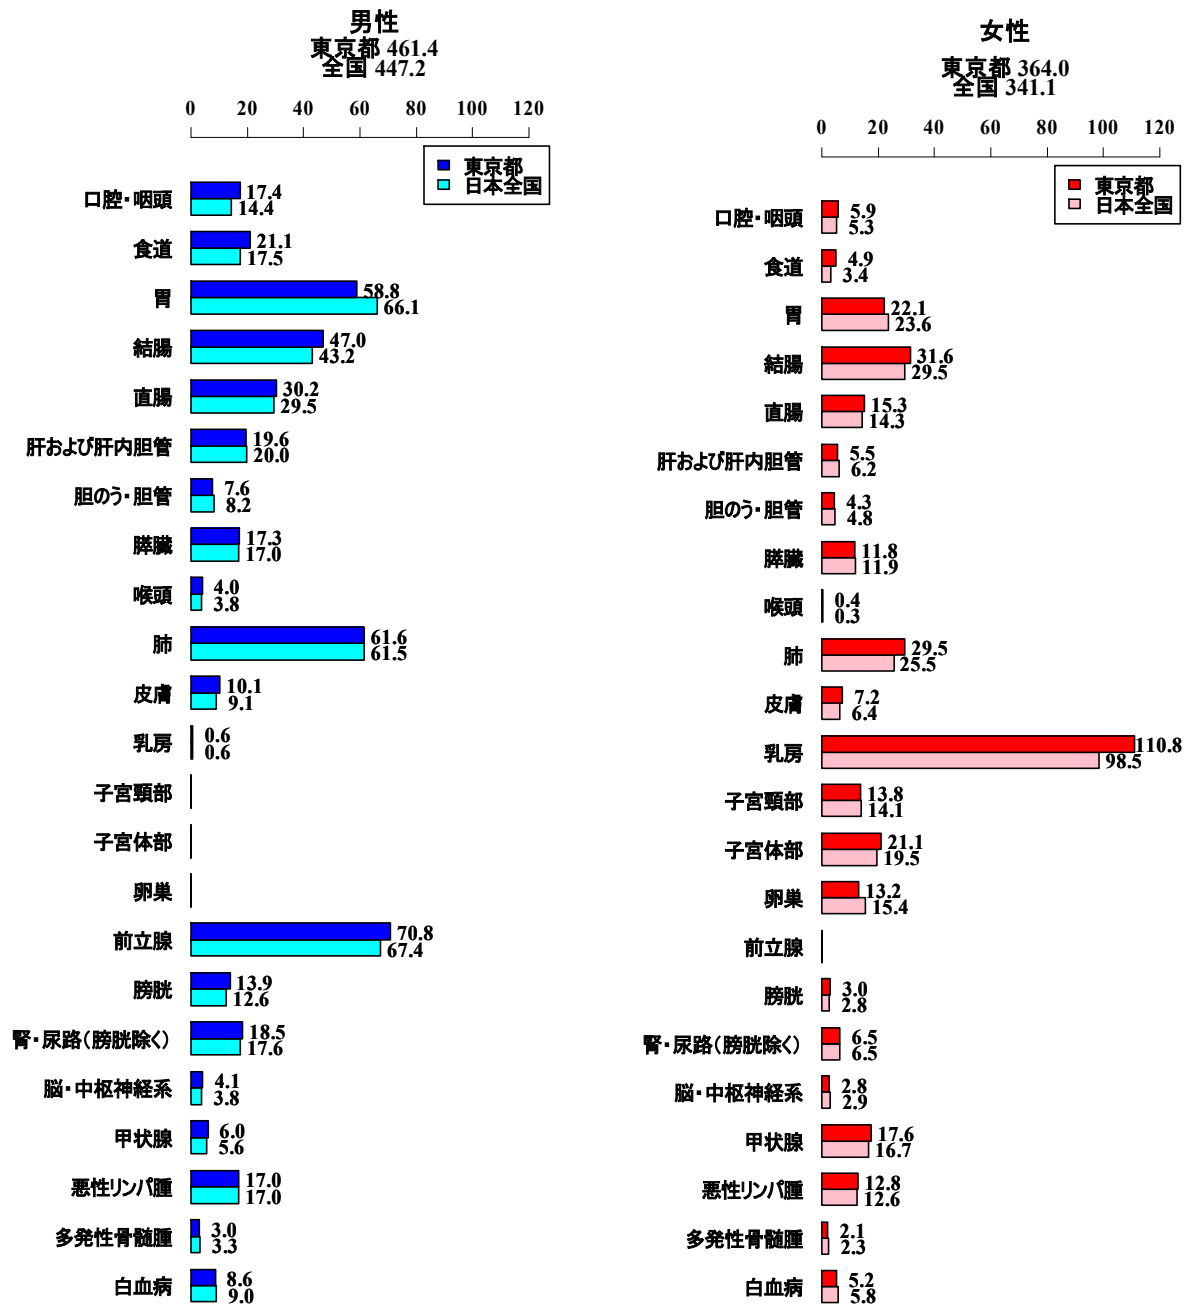 男性
東京都 461.4
全国 447.2
0 20 40 60 80 100 120
東京都
日本全国
口腔・咽頭 17.4
14.4
食道 21.1
17.5
胃 58.8
66.1
結腸 47.0
43.2
直腸 30.2
29.5
肝および肝内胆管 19.6
20.0
胆のう・胆管 7.6
8.2
膵臓 17.3
17.0
喉頭 4.0
3.8
肺 61.6
61.5
皮膚 10.1
9.1
乳房 0.6
0.6
子宮頸部
子宮体部
卵巣
前立腺 70.8
67.4
膀胱 13.9
12.6
腎・尿路(膀胱除く) 18.5
17.6
脳・中枢神経系 4.1
3.8
甲状腺 6.0
5.6
悪性リンパ腫 17.0
17.0
多発性骨髄腫 3.0
3.3
白血病 8.6
9.0
女性
東京都 364.0
全国 341.1
0 20 40 60 80 100 120
東京都
日本全国
口腔・咽頭 5.9
5.3
食道 4.9
3.4
胃 22.1
23.6
結腸 31.6
29.5
直腸 15.3
14.3
肝および肝内胆管 5.5
6.2
胆のう・胆管 4.3
4.8
膵臓 11.8
11.9
喉頭 0.4
0.3
肺 29.5
25.5
皮膚 7.2
6.4
乳房 110.8
98.5
子宮頸部 13.8
14.1
子宮体部 21.1
19.5
卵巣 13.2
15.4
前立腺
膀胱 3.0
2.8
腎・尿路(膀胱除く) 6.5
6.5
脳・中枢神経系 2.8
2.9
甲状腺 17.6
16.7
悪性リンパ腫 12.8
12.6
多発性骨髄腫 2.1
2.3
白血病 5.2
5.8